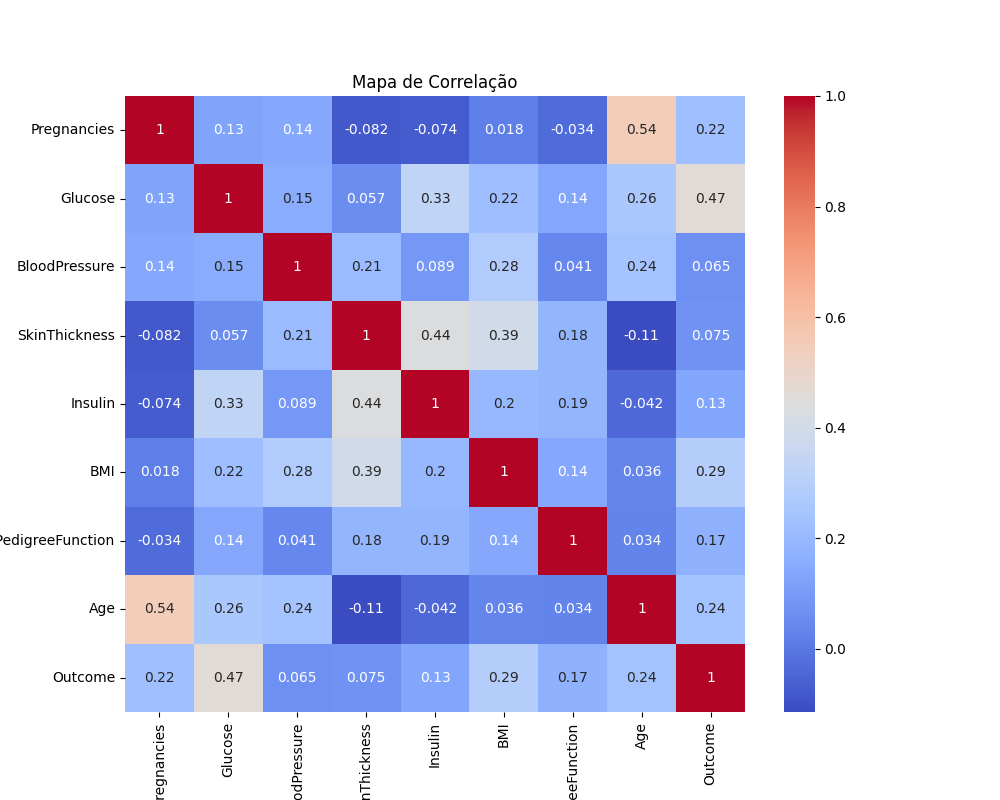 Mapa de Correlação
Pregnancies 1 0.13 0.14 -0.082 -0.074 0.018 -0.034 0.54 0.22
Glucose 0.13 1 0.15 0.057 0.33 0.22 0.14 0.26 0.47
BloodPressure 0.14 0.15 1 0.21 0.089 0.28 0.041 0.24 0.065
SkinThickness -0.082 0.057 0.21 1 0.44 0.39 0.18 -0.11 0.075
Insulin -0.074 0.33 0.089 0.44 1 0.2 0.19 -0.042 0.13
BMI 0.018 0.22 0.28 0.39 0.2 1 0.14 0.036 0.29
PedigreeFunction -0.034 0.14 0.041 0.18 0.19 0.14 1 0.034 0.17
Age 0.54 0.26 0.24 -0.11 -0.042 0.036 0.034 1 0.24
Outcome 0.22 0.47 0.065 0.075 0.13 0.29 0.17 0.24 1
regnancies
Glucose
odPressure
nThickness
Insulin
BMI
eeFunction
Age
Outcome
1.0
0.8
0.6
0.4
0.2
0.0